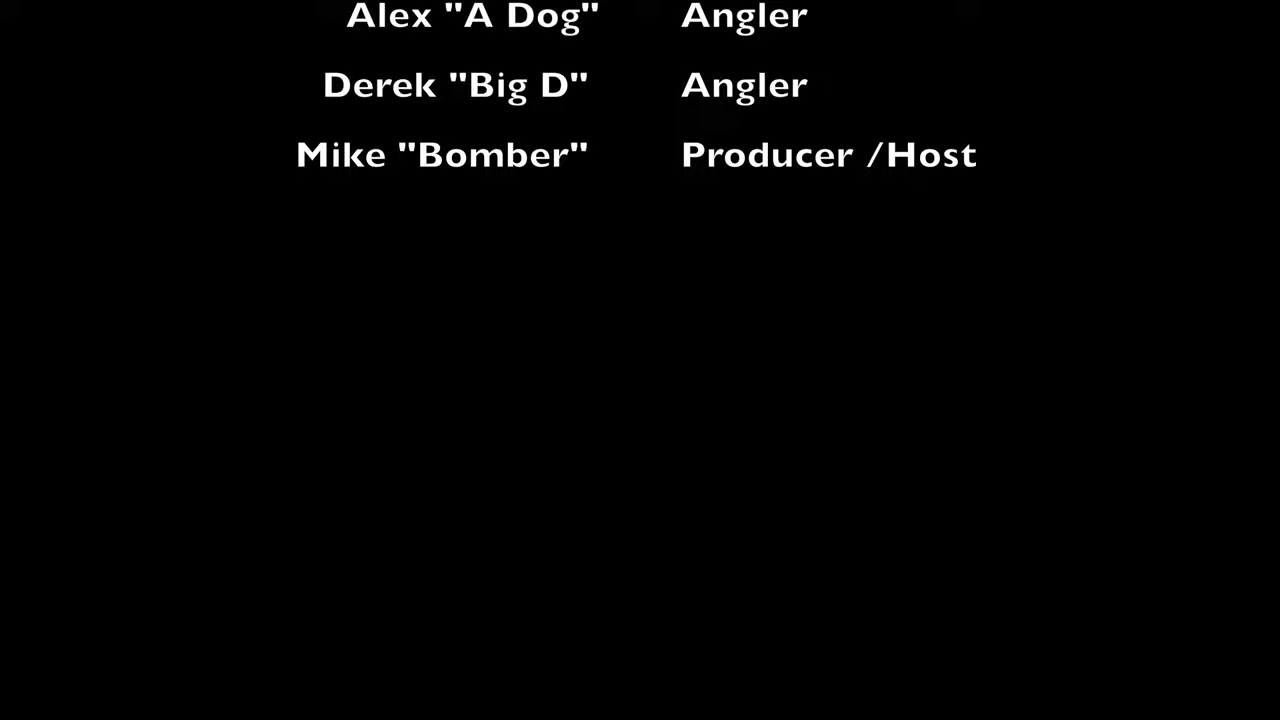 Alex "A Dog" Angler
Derek "Big D" Angler
Mike "Bomber" Producer /Host